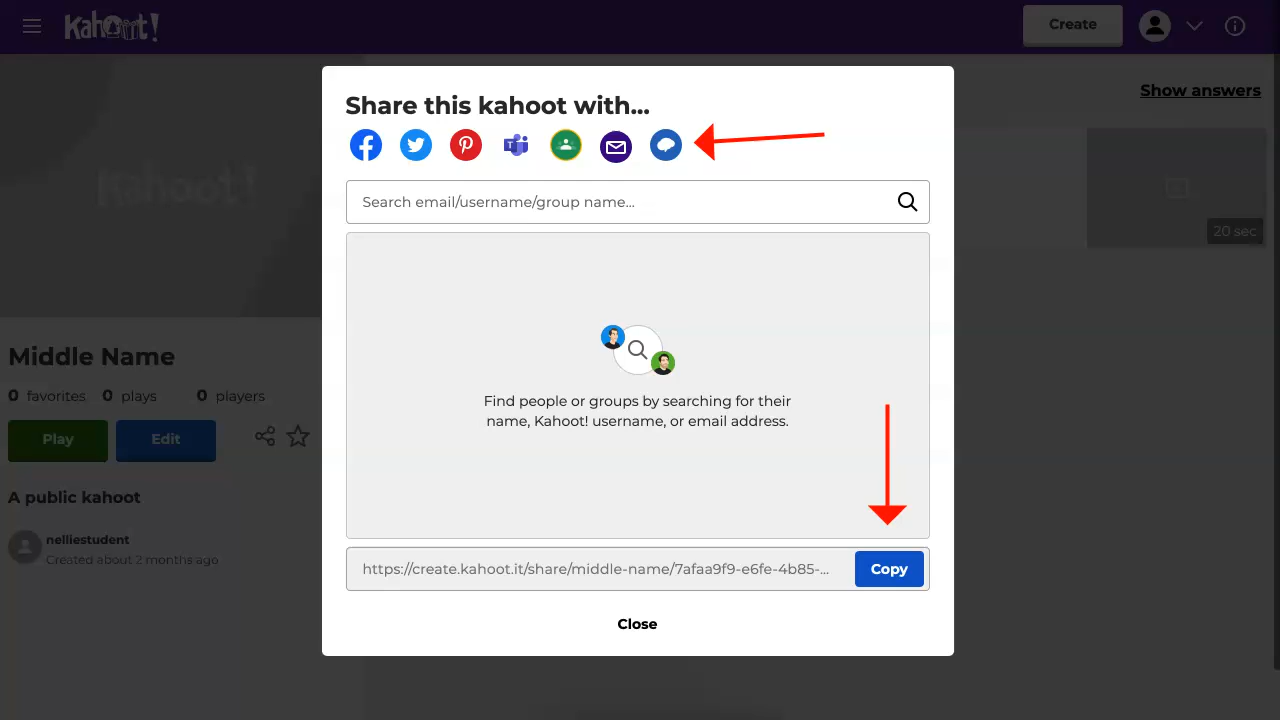 Kahoot!
Create
Show answers
Share this kahoot with...
Search email/username/group name...
Kahoot!
20 sec
Find people or groups by searching for their
name, Kahoot! username, or email address.
Middle Name
0 favorites 0 plays 0 players
Play Edit
A public kahoot
nelliestudent
Created about 2 months ago
https://create.kahoot.it/share/middle-name/7afaa9f9-e6fe-4b85-...
Copy
Close